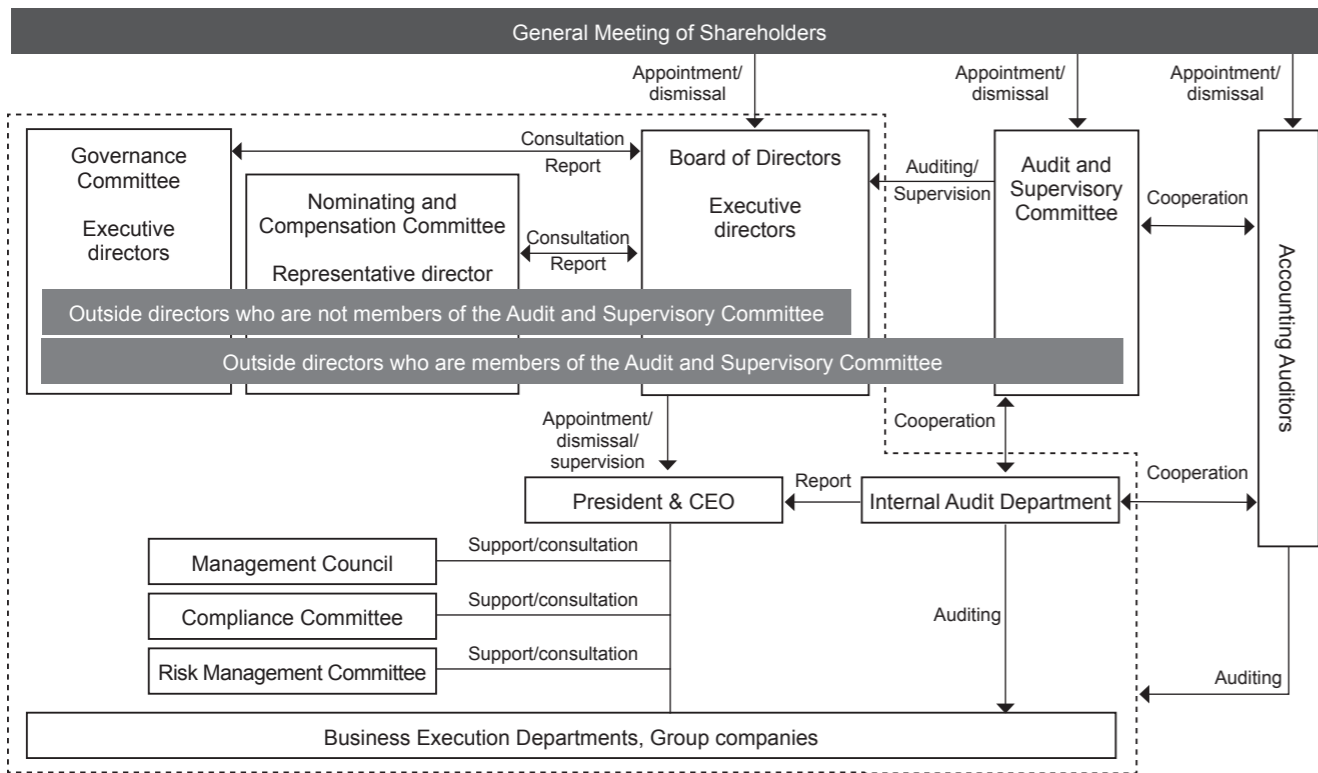 General Meeting of Shareholders
Appointment/
dismissal
Appointment/
dismissal
Appointment/
dismissal
Governance
Committee
Executive
directors
Consultation
Report
Nominating and
Compensation Committee
Representative director
Consultation
Report
Board of Directors
Executive
directors
Auditing/
Supervision
Audit and
Supervisory
Committee
Cooperation
Accounting Auditors
Outside directors who are not members of the Audit and Supervisory Committee
Outside directors who are members of the Audit and Supervisory Committee
Appointment/
dismissal/
supervision
Cooperation
President & CEO
Report
Internal Audit Department
Cooperation
Management Council
Support/consultation
Compliance Committee
Support/consultation
Risk Management Committee
Support/consultation
Auditing
Auditing
Business Execution Departments, Group companies